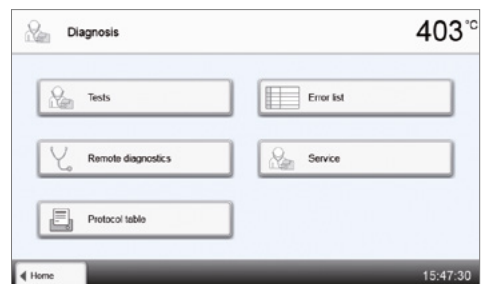 Diagnosis
403°C
Tests
Error list
Remote diagnostics
Service
Protocol table
Home
15:47:30